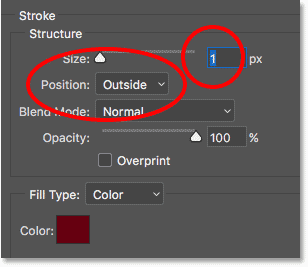 Stroke
Structure
Size: 1 px
Position: Outside
Blend Mode: Normal
Opacity: 100 %
Overprint
Fill Type: Color
Color: